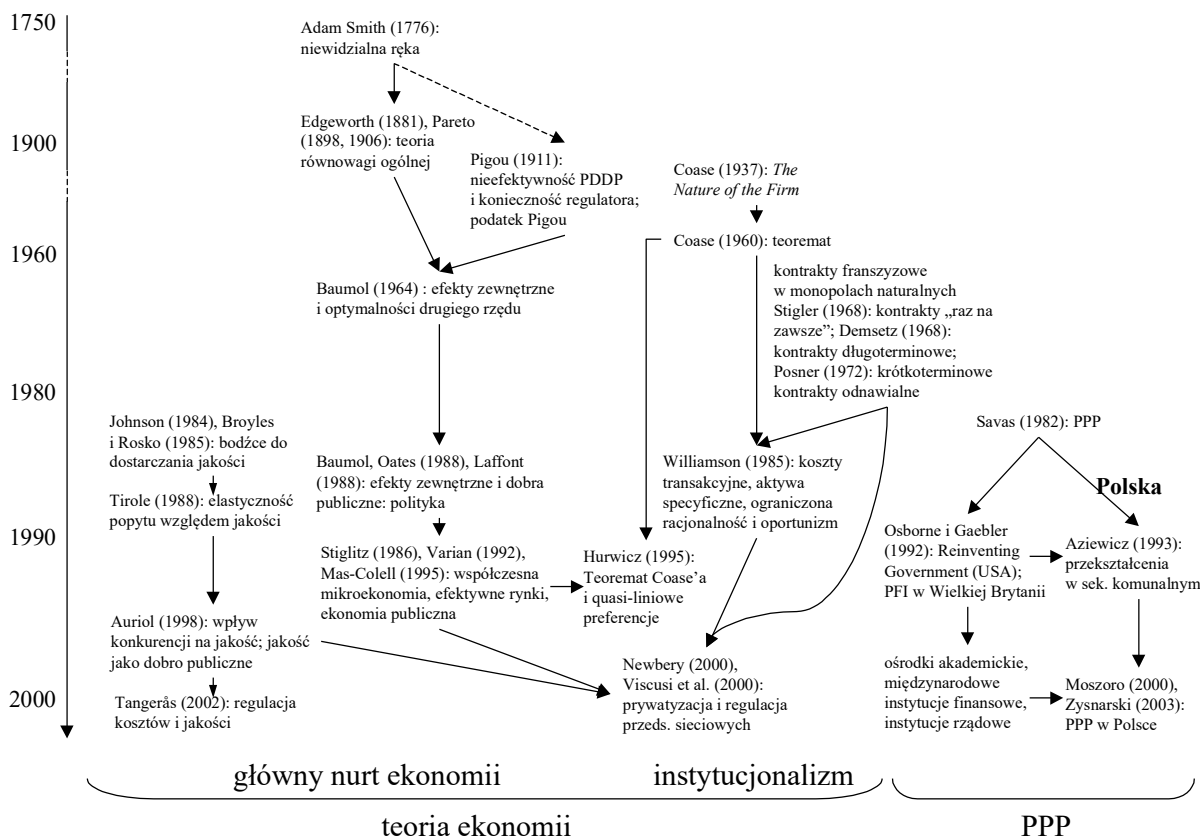 1750
1900
1960
1980
1990
2000
Adam Smith (1776):
niewidzialna ręka
Edgeworth (1881), Pareto
(1898, 1906): teoria
równowagi ogólnej
Pigou (1911):
nieefektywność PDDP
i konieczność regulatora;
podatek Pigou
Coase (1937): The
Nature of the Firm
Coase (1960): teoremat
Baumol (1964) : efekty zewnętrzne
i optymalności drugiego rzędu
kontrakty franszyzowe
w monopolach naturalnych
Stigler (1968): kontrakty „raz na
zawsze”; Demsetz (1968):
kontrakty długoterminowe;
Posner (1972): krótkoterminowe
kontrakty odnawialne
Johnson (1984), Broyles
i Rosko (1985): bodźce do
dostarczania jakości
Tirole (1988): elastyczność
popytu względem jakości
Auriol (1998): wpływ
konkurencji na jakość; jakość
jako dobro publiczne
Tangerås (2002): regulacja
kosztów i jakości
Baumol, Oates (1988), Laffont
(1988): efekty zewnętrzne i dobra
publiczne: polityka
Stiglitz (1986), Varian (1992),
Mas-Colell (1995): współczesna
mikroekonomia, efektywne rynki,
ekonomia publiczna
Williamson (1985): koszty
transakcyjne, aktywa
specyficzne, ograniczona
racjonalność i oportunizm
Hurwicz (1995):
Teoremat Coase’a
i quasi-liniowe
preferencje
Newbery (2000),
Viscusi et al. (2000):
prywatyzacja i regulacja
przeds. sieciowych
Savas (1982): PPP
Polska
Osborne i Gaebler
(1992): Reinventing
Government (USA);
PFI w Wielkiej Brytanii
Aziewicz (1993):
przekształcenia
w sek. komunalnym
ośrodki akademickie,
międzynarodowe
instytucje finansowe,
instytucje rządowe
Moszoro (2000),
Zysnarski (2003):
PPP w Polsce
główny nurt ekonomii
instytucjonalizm
teoria ekonomii
PPP